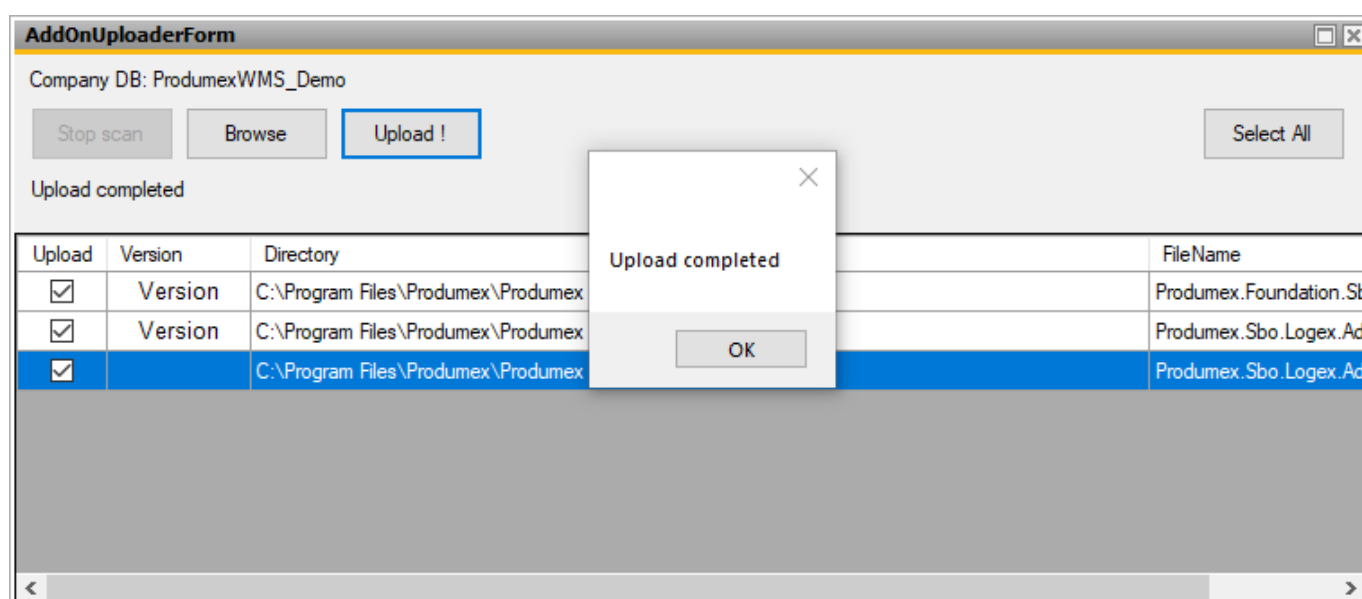 AddOnUploaderForm
Company DB: ProdumexWMS_Demo
Stop scan Browse Upload ! Select All
Upload completed
Upload Version Directory FileName
Version C:\Program Files\Produmex\Produmex Produmex.Foundation.Sb
Version C:\Program Files\Produmex\Produmex Produmex.Sbo.Logex.Ad
C:\Program Files\Produmex\Produmex Produmex.Sbo.Logex.Ad
Upload completed
OK